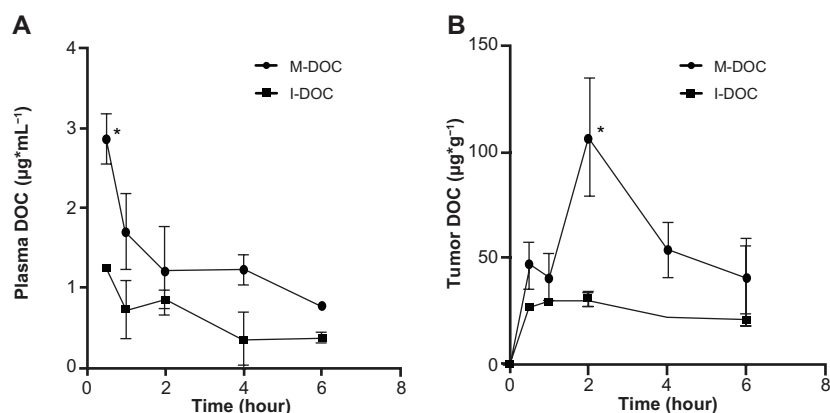 A
4
3
2
1
0
Plasma DOC (µg*mL⁻¹)
M-DOC
I-DOC
*
0 2 4 6 8
Time (hour)
B
150
100
50
0
Tumor DOC (µg*g⁻¹)
M-DOC
I-DOC
*
0 2 4 6 8
Time (hour)